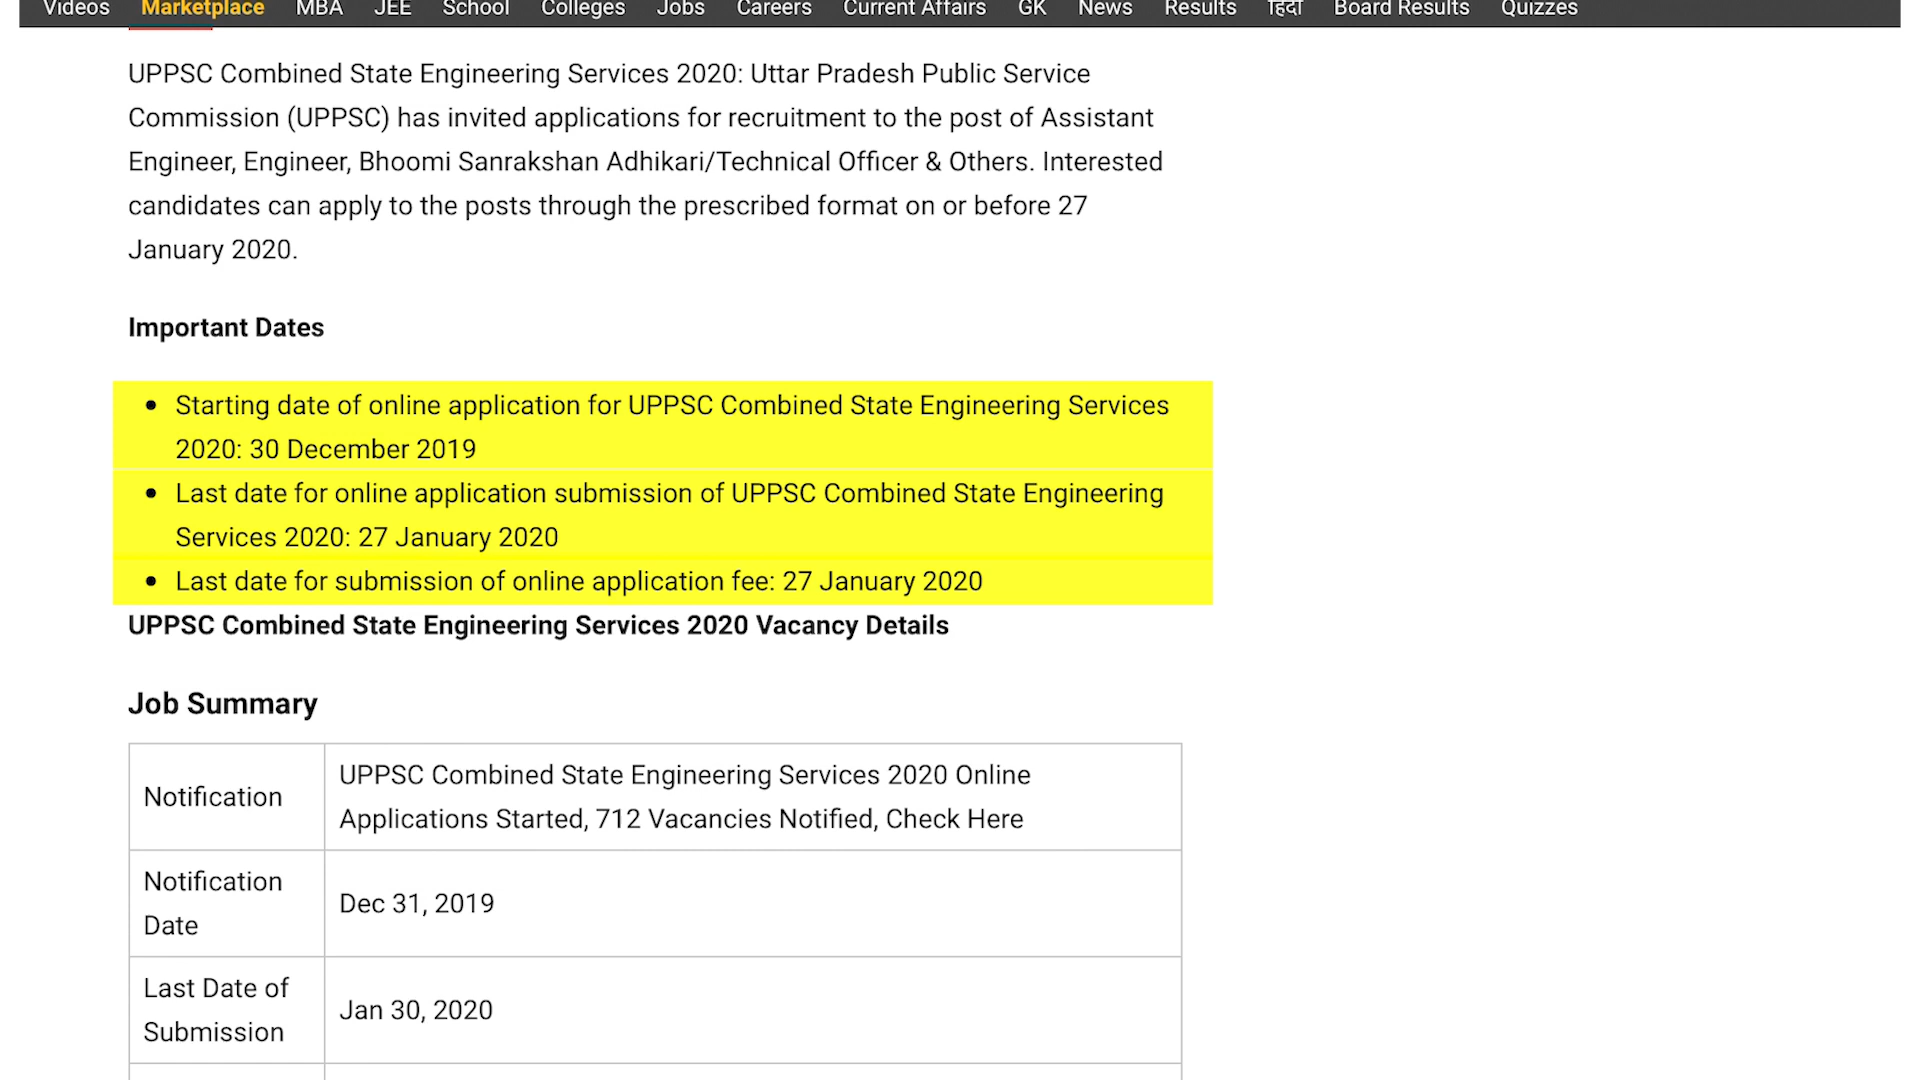 Videos Marketplace MBA JEE School Colleges Jobs Careers Current Affairs GK News Results हिंदी Board Results Quizzes
UPPSC Combined State Engineering Services 2020: Uttar Pradesh Public Service
Commission (UPPSC) has invited applications for recruitment to the post of Assistant
Engineer, Engineer, Bhoomi Sanrakshan Adhikari/Technical Officer & Others. Interested
candidates can apply to the posts through the prescribed format on or before 27
January 2020.
Important Dates
• Starting date of online application for UPPSC Combined State Engineering Services
2020: 30 December 2019
• Last date for online application submission of UPPSC Combined State Engineering
Services 2020: 27 January 2020
• Last date for submission of online application fee: 27 January 2020
UPPSC Combined State Engineering Services 2020 Vacancy Details
Job Summary
Notification
UPPSC Combined State Engineering Services 2020 Online
Applications Started, 712 Vacancies Notified, Check Here
Notification
Date
Dec 31, 2019
Last Date of
Submission
Jan 30, 2020